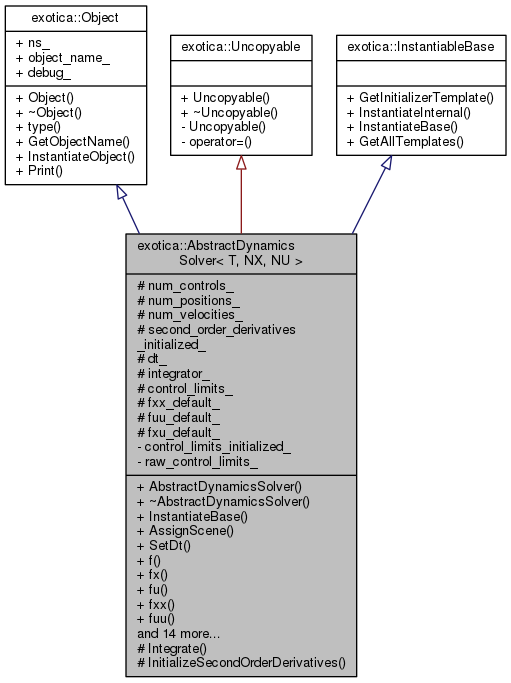 exotica::Object
+ ns_
+ object_name_
+ debug_
+ Object()
+ ~Object()
+ type()
+ GetObjectName()
+ InstantiateObject()
+ Print()
exotica::Uncopyable
+ Uncopyable()
+ ~Uncopyable()
- Uncopyable()
- operator=()
exotica::InstantiableBase
+ GetInitializerTemplate()
+ InstantiateInternal()
+ InstantiateBase()
+ GetAllTemplates()
exotica::AbstractDynamics
Solver< T, NX, NU >
# num_controls_
# num_positions_
# num_velocities_
# second_order_derivatives
_initialized_
# dt_
# integrator_
# control_limits_
# fxx_default_
# fuu_default_
# fxu_default_
- control_limits_initialized_
- raw_control_limits_
+ AbstractDynamicsSolver()
+ ~AbstractDynamicsSolver()
+ InstantiateBase()
+ AssignScene()
+ SetDt()
+ f()
+ fx()
+ fu()
+ fxx()
+ fuu()
and 14 more...
# Integrate()
# InitializeSecondOrderDerivatives()